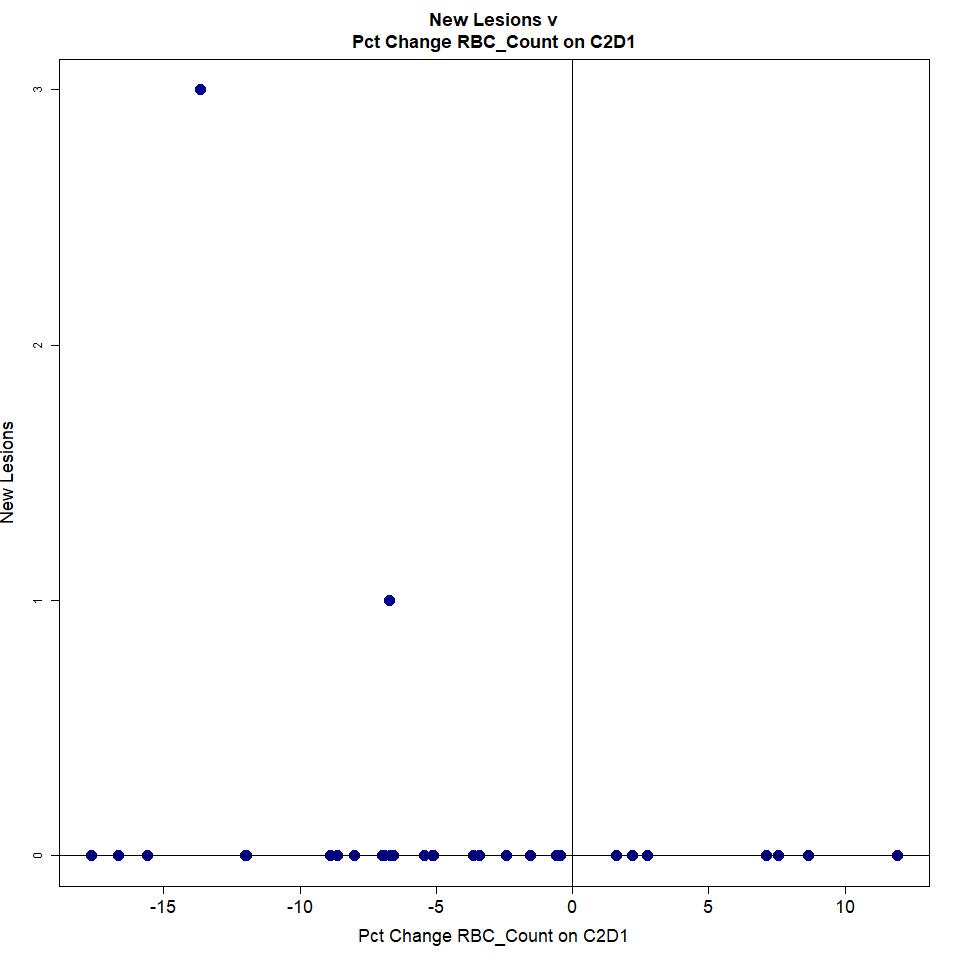 New Lesions v
Pct Change RBC_Count on C2D1
3
2
1
0
New Lesions
-15 -10 -5 0 5 10
Pct Change RBC_Count on C2D1